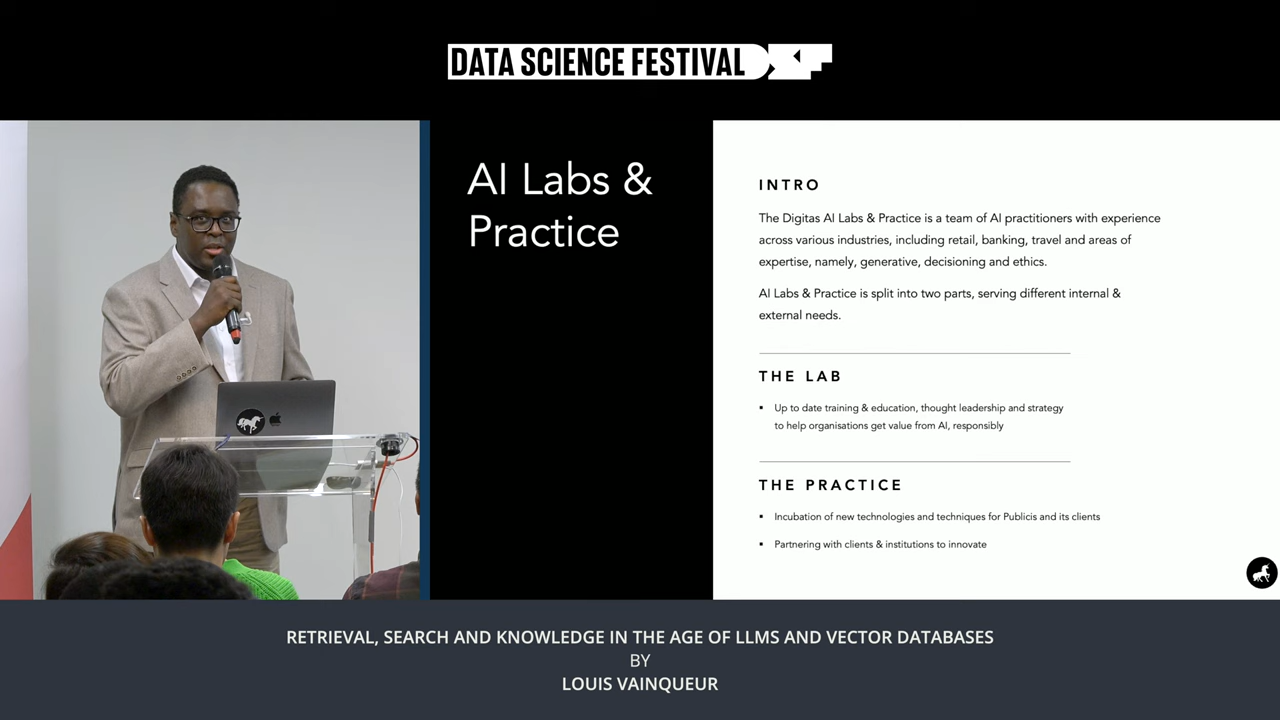 DATA SCIENCE FESTIVAL
AI Labs &
Practice
INTRO
The Digitas AI Labs & Practice is a team of AI practitioners with experience
across various industries, including retail, banking, travel and areas of
expertise, namely, generative, decisioning and ethics.
AI Labs & Practice is split into two parts, serving different internal &
external needs.
THE LAB
▪ Up to date training & education, thought leadership and strategy
to help organisations get value from AI, responsibly
THE PRACTICE
▪ Incubation of new technologies and techniques for Publicis and its clients
▪ Partnering with clients & institutions to innovate
RETRIEVAL, SEARCH AND KNOWLEDGE IN THE AGE OF LLMS AND VECTOR DATABASES
BY
LOUIS VAINQUEUR